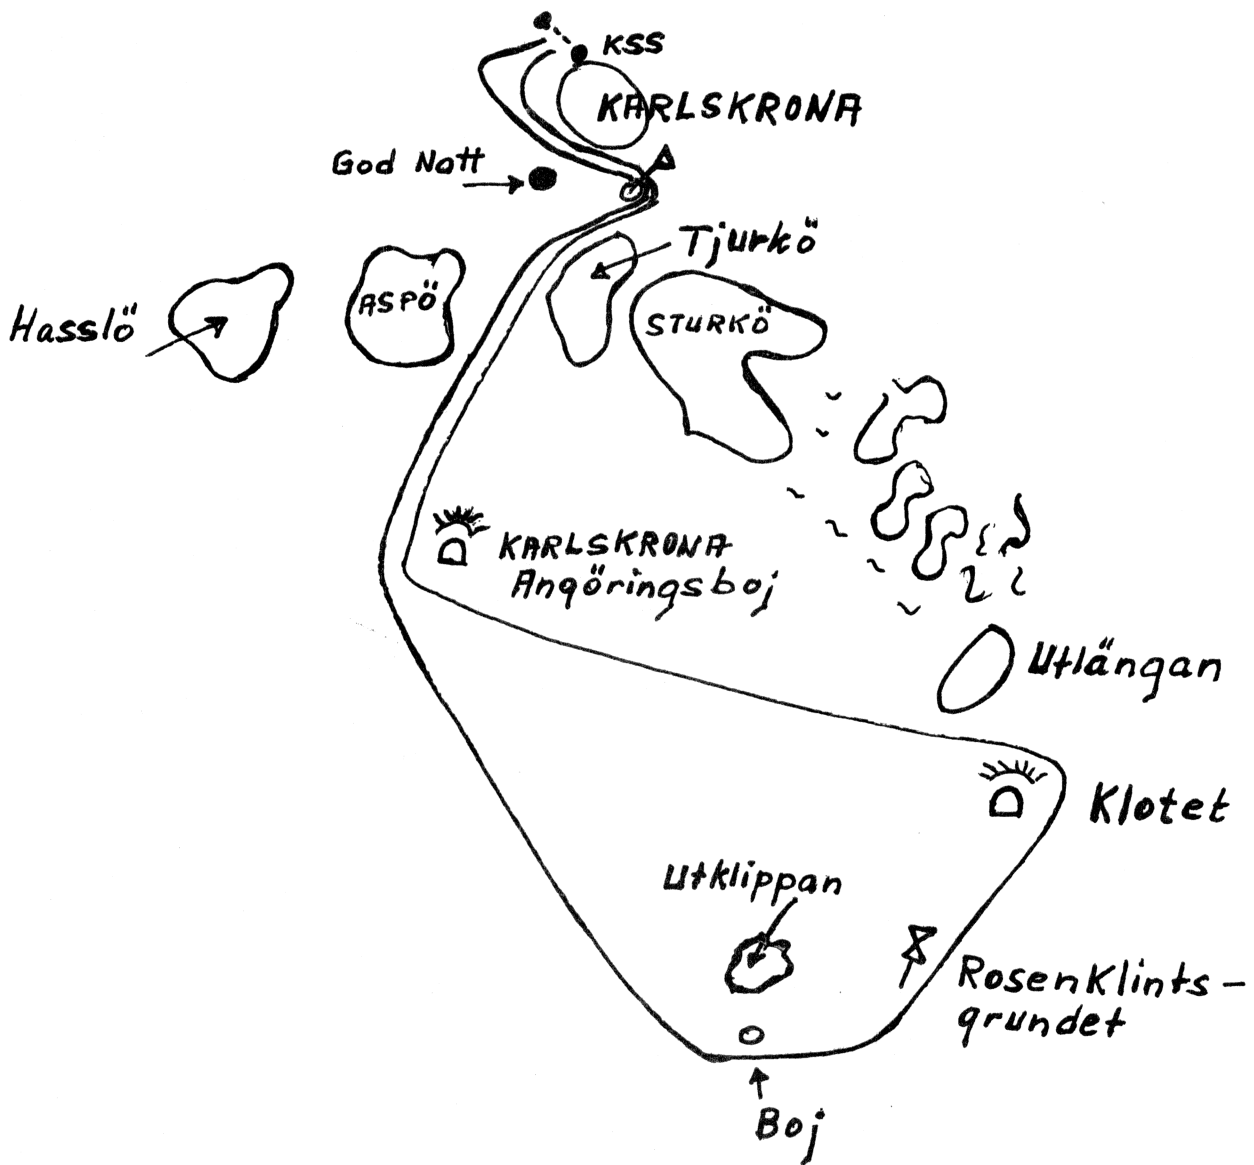 KSS
KARLSKRONA
God Natt
Tjurkö
Hasslö
ASPÖ
STURKÖ
KARLSKRONA
Angöringsboj
Utlängan
Klotet
Utklippan
RosenKlints-
grundet
Boj